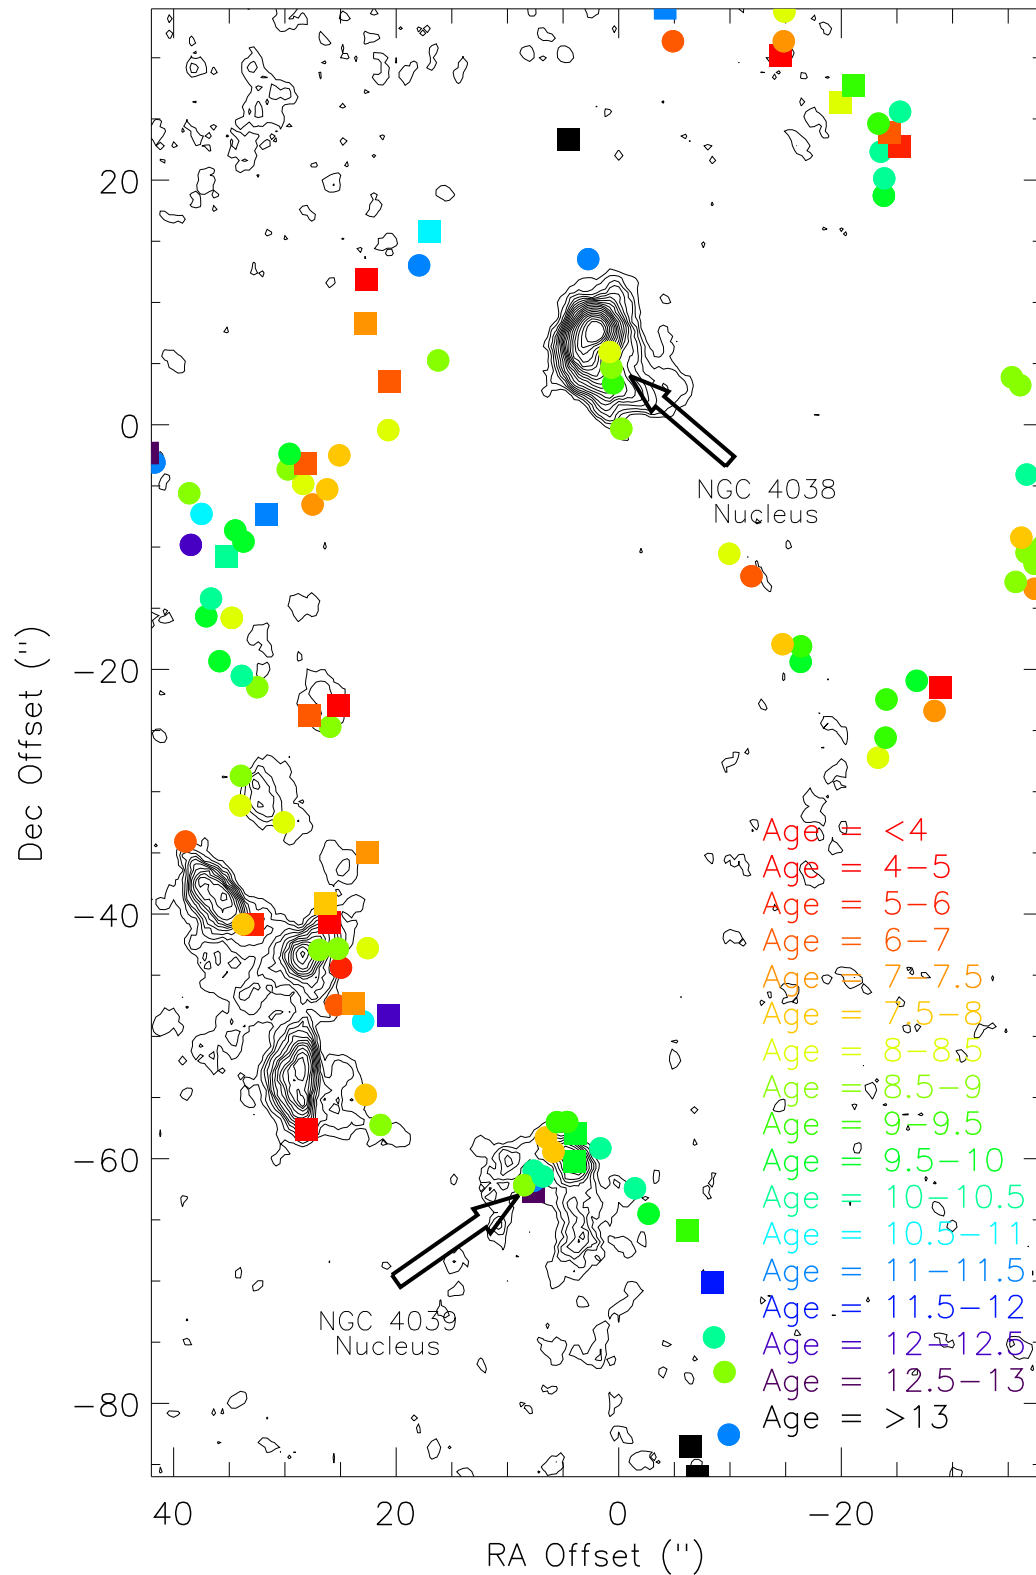 20
0
−20
−40
−60
−80
Dec Offset ('')
NGC 4038
Nucleus
NGC 4039
Nucleus
Age = <4
Age = 4−5
Age = 5−6
Age = 6−7
Age = 7−7.5
Age = 7.5−8
Age = 8−8.5
Age = 8.5−9
Age = 9−9.5
Age = 9.5−10
Age = 10−10.5
Age = 10.5−11
Age = 11−11.5
Age = 11.5−12
Age = 12−12.5
Age = 12.5−13
Age = >13
40 20 0 −20
RA Offset ('')